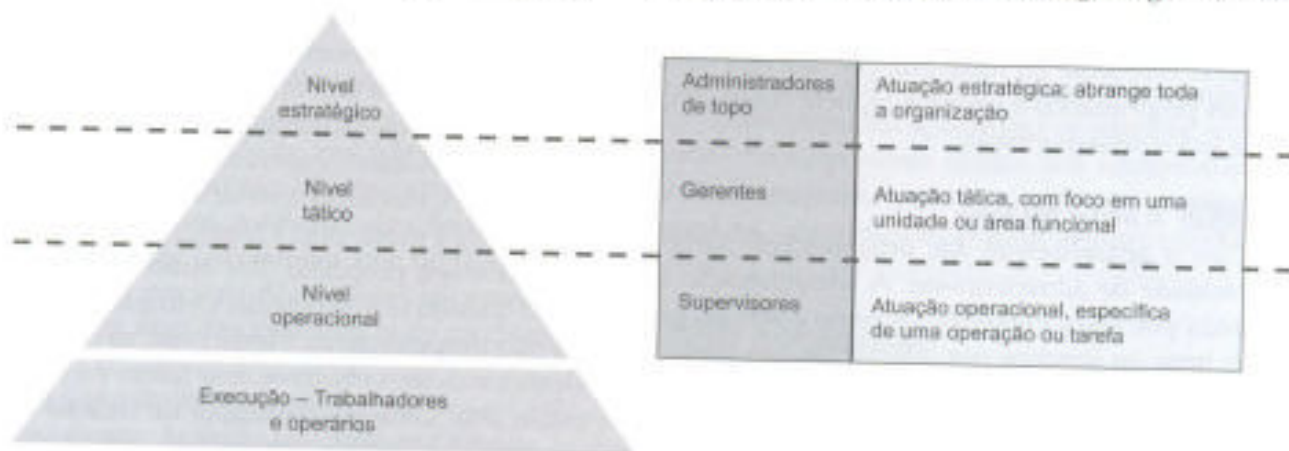 Nível
estratégico
Nível
tático
Nível
operacional
Execução – Trabalhadores
e operários
Administradores
de topo
Atuação estratégica; abrange toda
a organização
Gerentes
Atuação tática, com foco em uma
unidade ou área funcional
Supervisores
Atuação operacional, específica
de uma operação ou tarefa